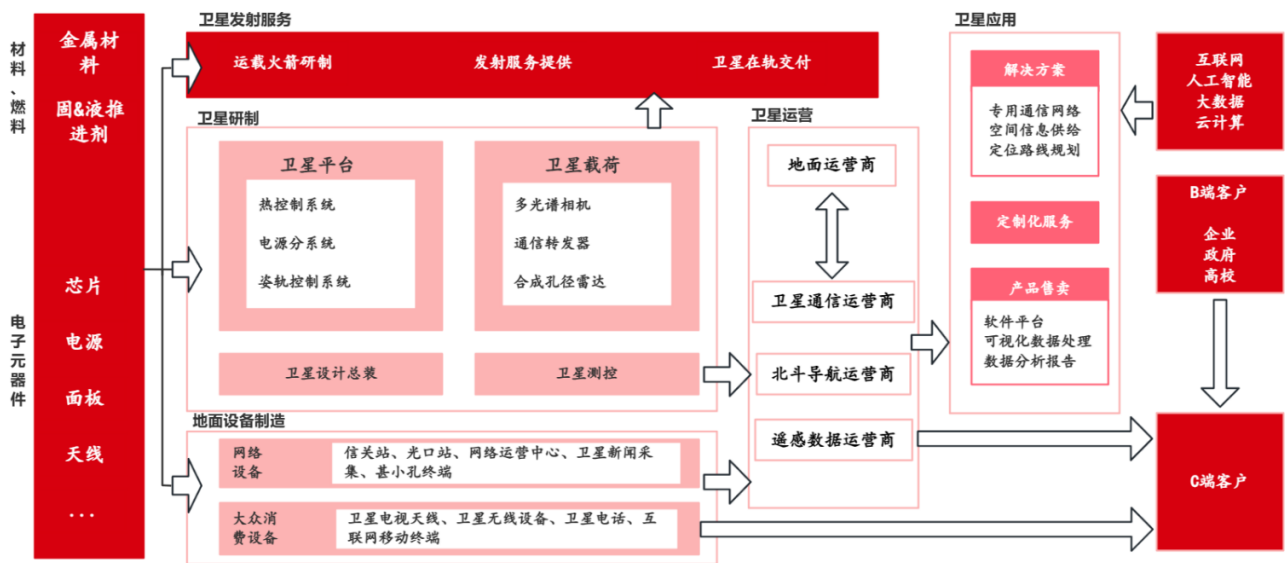 材料、燃料
金属材
料
固&液推
进剂
电子元器件
芯片
电源
面板
天线
...
卫星发射服务
运载火箭研制
发射服务提供
卫星在轨交付
卫星研制
卫星平台
热控制系统
电源分系统
姿轨控制系统
卫星载荷
多光谱相机
通信转发器
合成孔径雷达
卫星设计总装
卫星测控
地面设备制造
网络
设备
信关站、光口站、网络运营中心、卫星新闻采
集、甚小孔终端
大众消
费设备
卫星电视天线、卫星无线设备、卫星电话、互
联网移动终端
卫星运营
地面运营商
卫星通信运营商
北斗导航运营商
遥感数据运营商
卫星应用
解决方案
专用通信网络
空间信息供给
定位路线规划
定制化服务
产品售卖
软件平台
可视化数据处理
数据分析报告
互联网
人工智能
大数据
云计算
B端客户
企业
政府
高校
C端客户